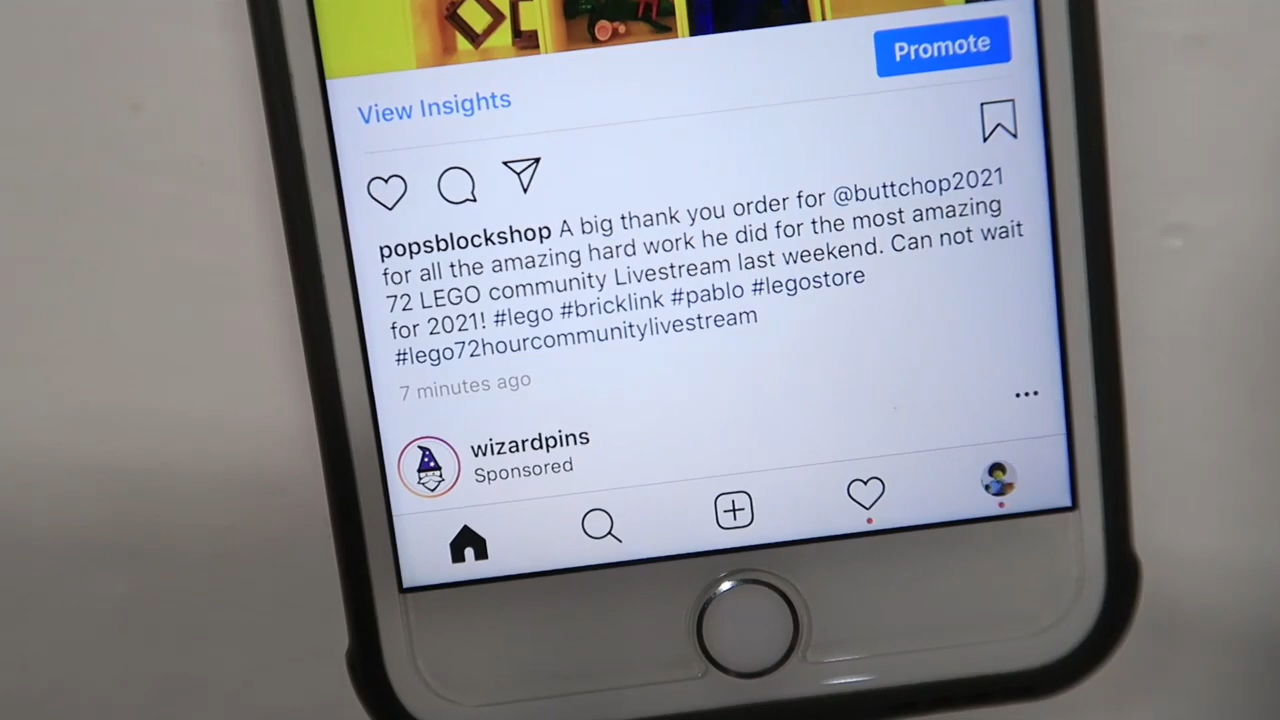 Promote
View Insights
popsblockshop A big thank you order for @buttchop2021
for all the amazing hard work he did for the most amazing
72 LEGO community Livestream last weekend. Can not wait
for 2021! #lego #bricklink #pablo #legostore
#lego72hourcommunitylivestream
7 minutes ago
wizardpins
Sponsored